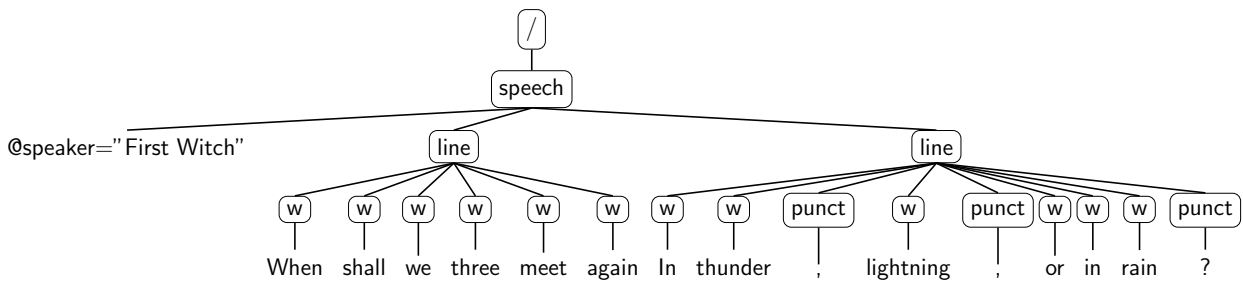 /
speech
@speaker="First Witch" line line
w w w w w w w w punct w punct w w w punct
When shall we three meet again In thunder , lightning , or in rain ?